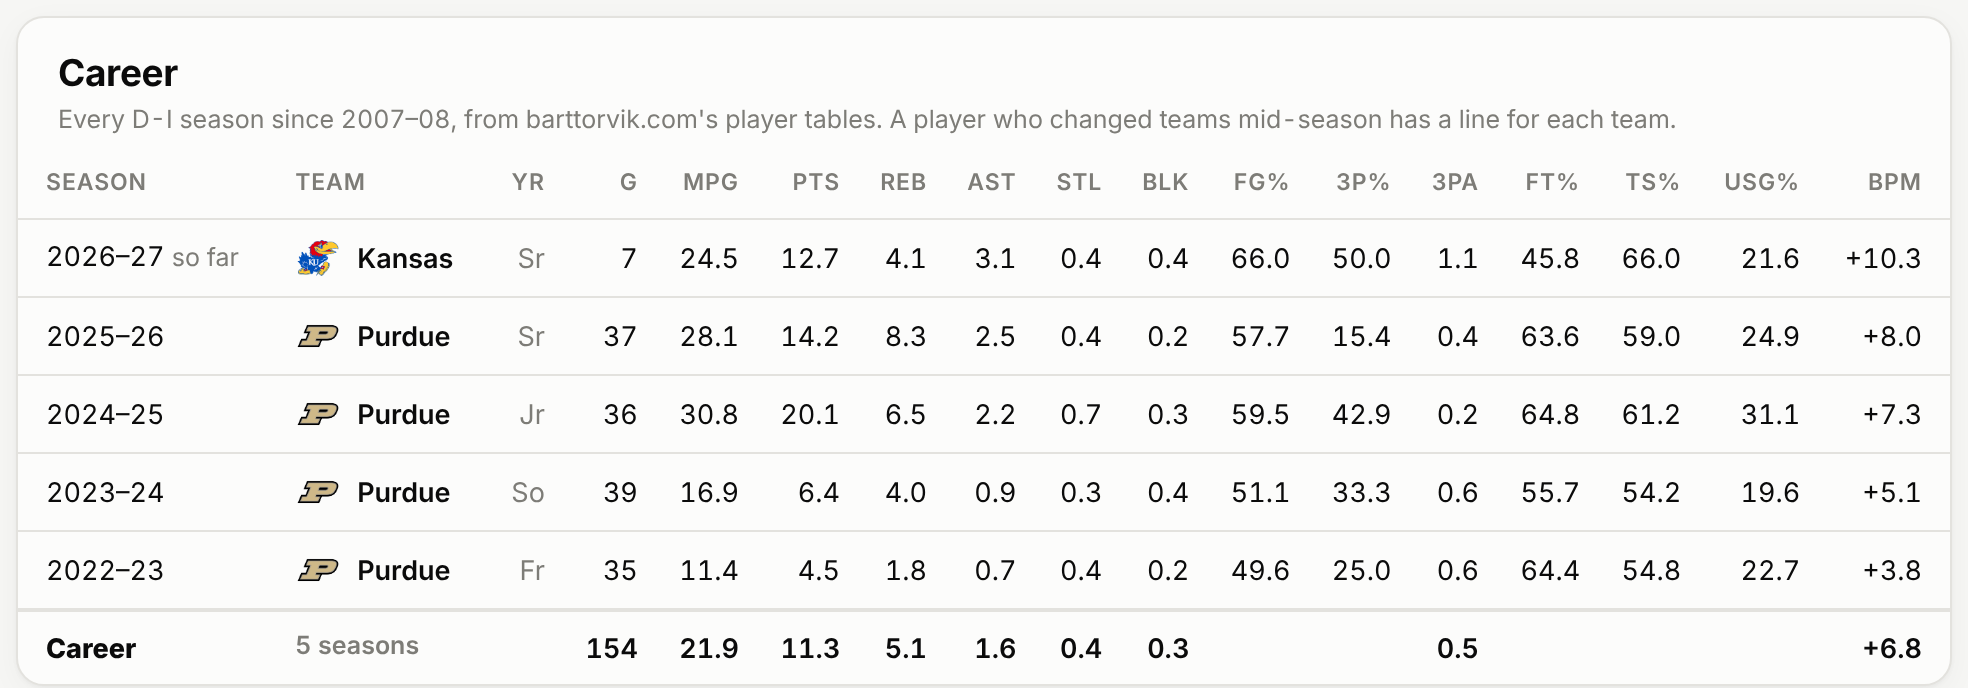 Career
Every D-I season since 2007–08, from barttorvik.com's player tables. A player who changed teams mid-season has a line for each team.
SEASON TEAM YR G MPG PTS REB AST STL BLK FG% 3P% 3PA FT% TS% USG% BPM
2026–27 so far KU Kansas Sr 7 24.5 12.7 4.1 3.1 0.4 0.4 66.0 50.0 1.1 45.8 66.0 21.6 +10.3
2025–26 P Purdue Sr 37 28.1 14.2 8.3 2.5 0.4 0.2 57.7 15.4 0.4 63.6 59.0 24.9 +8.0
2024–25 P Purdue Jr 36 30.8 20.1 6.5 2.2 0.7 0.3 59.5 42.9 0.2 64.8 61.2 31.1 +7.3
2023–24 P Purdue So 39 16.9 6.4 4.0 0.9 0.3 0.4 51.1 33.3 0.6 55.7 54.2 19.6 +5.1
2022–23 P Purdue Fr 35 11.4 4.5 1.8 0.7 0.4 0.2 49.6 25.0 0.6 64.4 54.8 22.7 +3.8
Career 5 seasons 154 21.9 11.3 5.1 1.6 0.4 0.3 0.5 +6.8